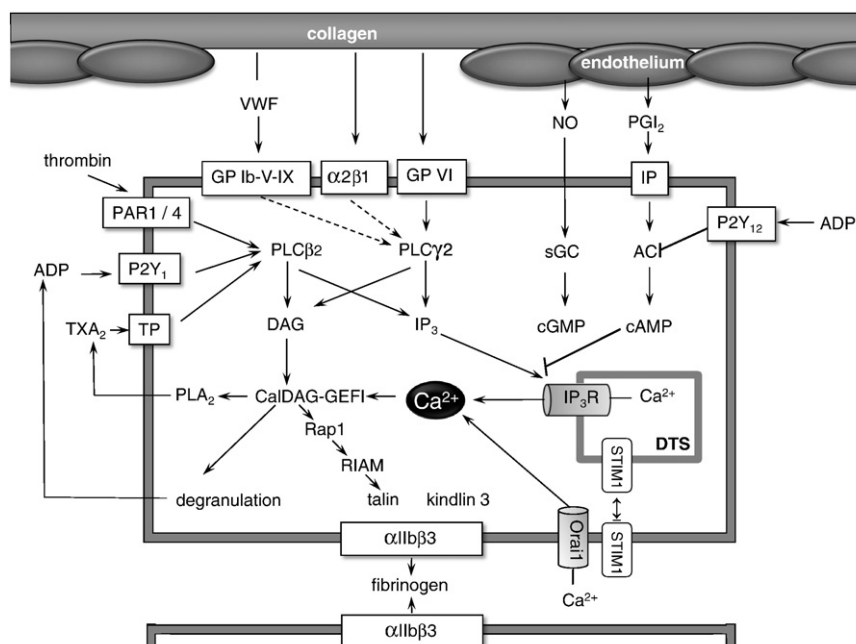 collagen
endothelium
VWF
NO
PGI₂
thrombin
GP Ib-V-IX
α2β1
GP VI
IP
PAR1 / 4
P2Y₁₂
ADP
PLCβ2
PLCγ2
sGC
AC
ADP
P2Y₁
TXA₂
TP
DAG
IP₃
cGMP
cAMP
PLA₂
CalDAG-GEFI
Ca²⁺
IP₃R
Ca²⁺
Rap1
DTS
RIAM
STIM1
degranulation
talin
kindlin 3
αIIbβ3
Orai1
STIM1
fibrinogen
Ca²⁺
αIIbβ3